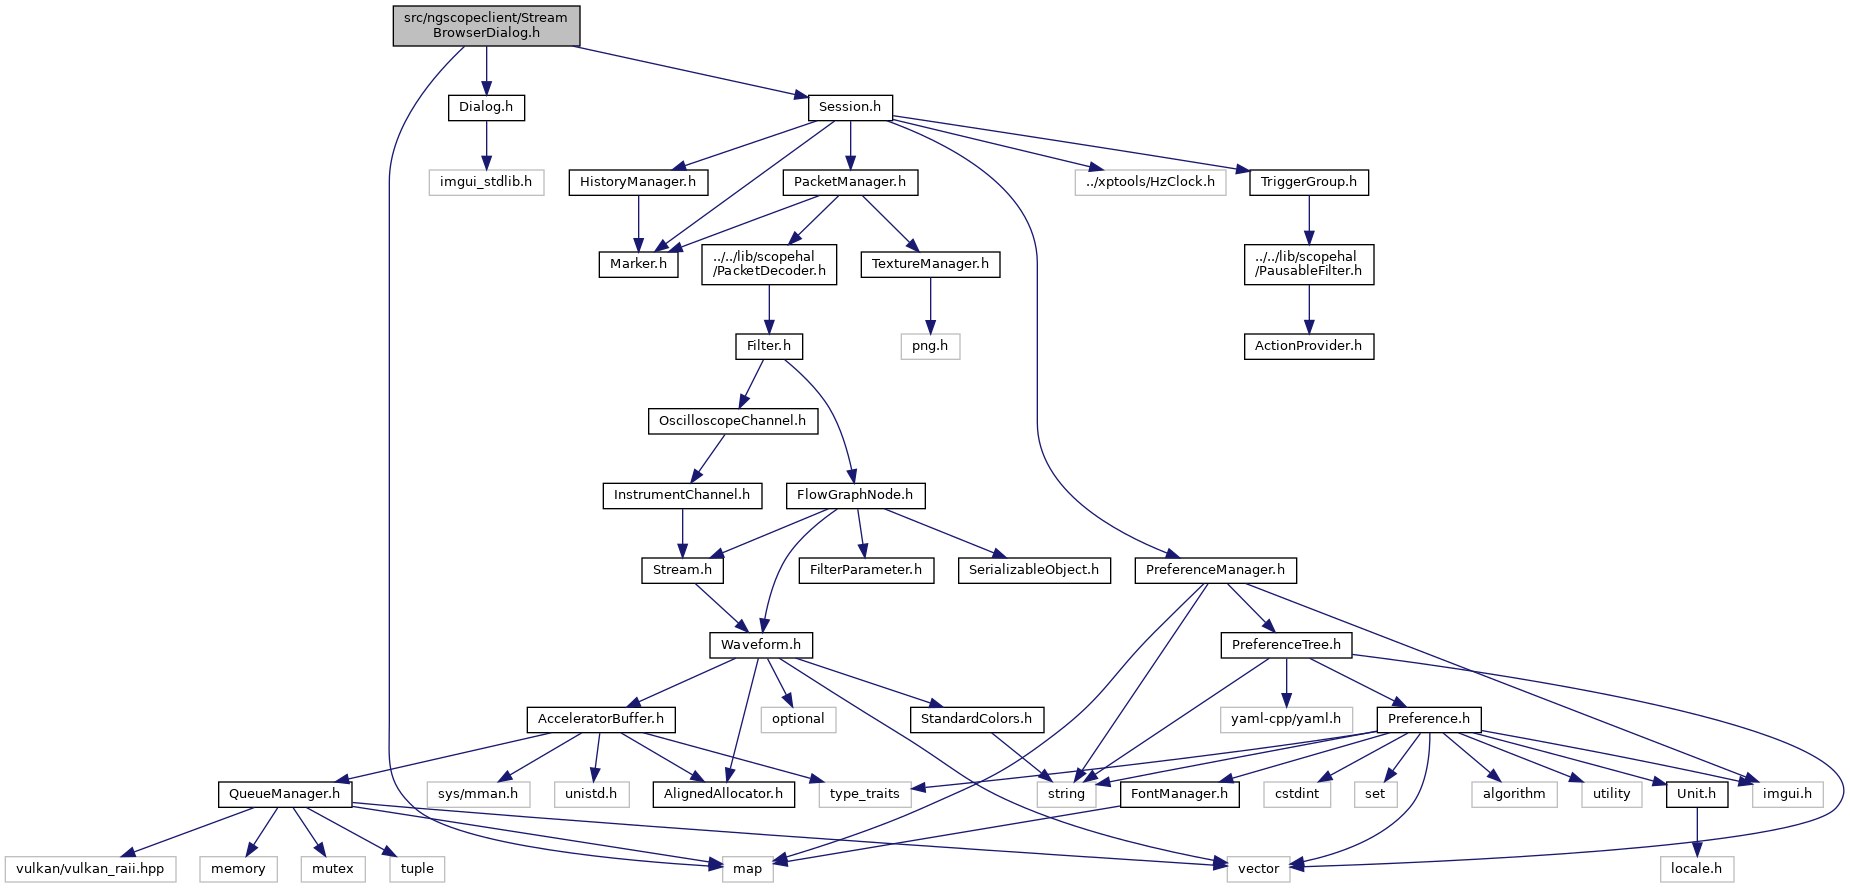 src/ngscopeclient/Stream
BrowserDialog.h
Dialog.h
Session.h
imgui_stdlib.h
HistoryManager.h
PacketManager.h
../xptools/HzClock.h
TriggerGroup.h
Marker.h
../../lib/scopehal
/PacketDecoder.h
TextureManager.h
../../lib/scopehal
/PausableFilter.h
Filter.h
png.h
ActionProvider.h
OscilloscopeChannel.h
InstrumentChannel.h
FlowGraphNode.h
Stream.h
FilterParameter.h
SerializableObject.h
PreferenceManager.h
Waveform.h
PreferenceTree.h
AcceleratorBuffer.h
optional
StandardColors.h
yaml-cpp/yaml.h
Preference.h
QueueManager.h
sys/mman.h
unistd.h
AlignedAllocator.h
type_traits
string
FontManager.h
cstdint
set
algorithm
utility
Unit.h
imgui.h
vulkan/vulkan_raii.hpp
memory
mutex
tuple
map
vector
locale.h